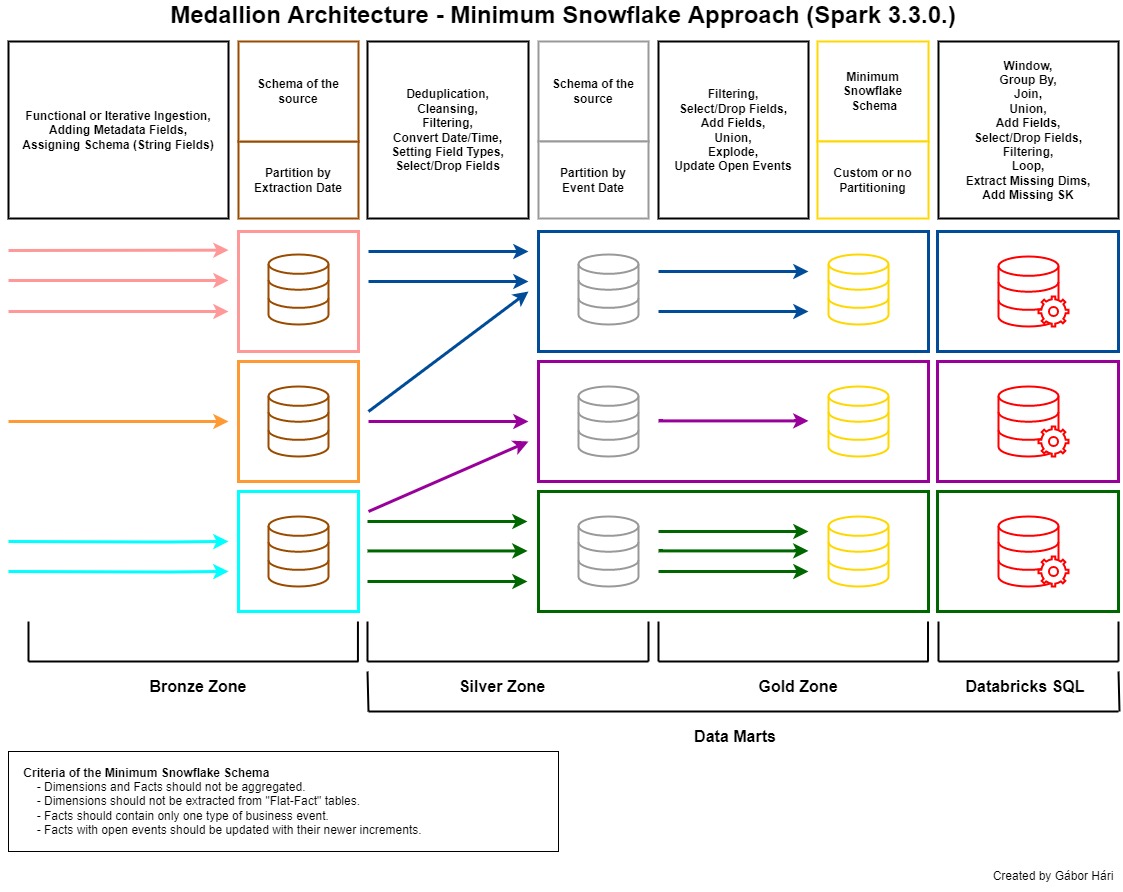 Medallion Architecture - Minimum Snowflake Approach (Spark 3.3.0.)
Functional or Iterative Ingestion,
Adding Metadata Fields,
Assigning Schema (String Fields)
Schema of the
source
Partition by
Extraction Date
Deduplication,
Cleansing,
Filtering,
Convert Date/Time,
Setting Field Types,
Select/Drop Fields
Schema of the
source
Partition by
Event Date
Filtering,
Select/Drop Fields,
Add Fields,
Union,
Explode,
Update Open Events
Minimum
Snowflake
Schema
Custom or no
Partitioning
Window,
Group By,
Join,
Union,
Add Fields,
Select/Drop Fields,
Filtering,
Loop,
Extract Missing Dims,
Add Missing SK
Bronze Zone
Silver Zone
Gold Zone
Databricks SQL
Data Marts
Criteria of the Minimum Snowflake Schema
- Dimensions and Facts should not be aggregated.
- Dimensions should not be extracted from "Flat-Fact" tables.
- Facts should contain only one type of business event.
- Facts with open events should be updated with their newer increments.
Created by Gábor Hári